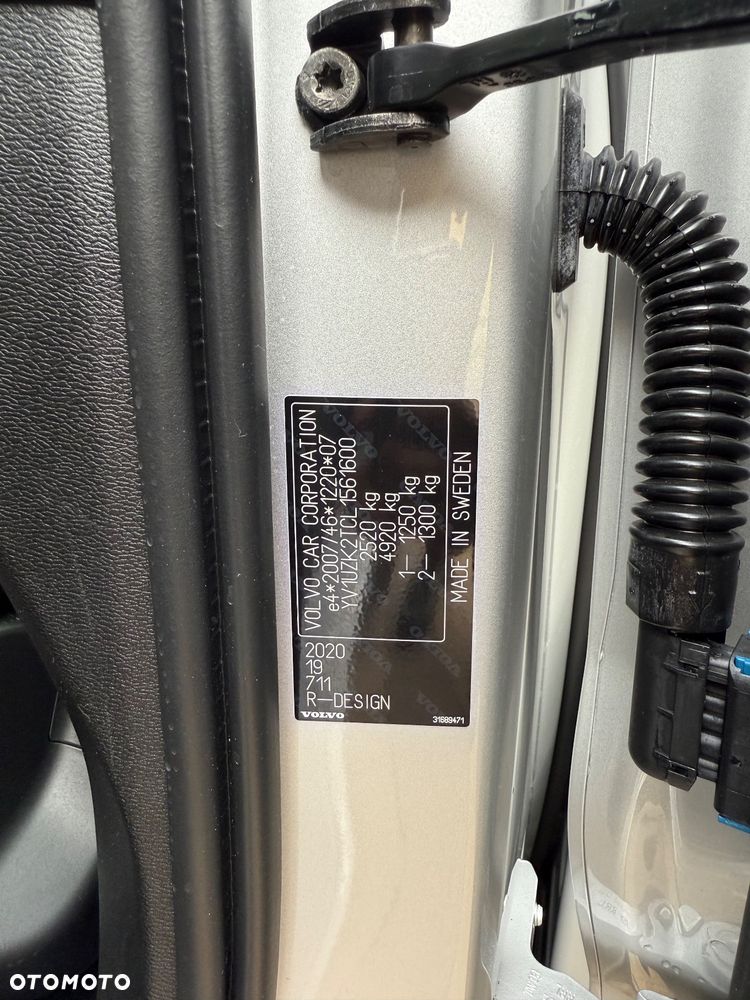 VOLVO CAR CORPORATION
e4*2007/46*1220*07
YV1UZK2TCL1561600
2520 kg
4920 kg
1— 1250 kg
2— 1300 kg
MADE IN SWEDEN
2020
19
711
R—DESIGN
VOLVO
31689471
OTOMOTO